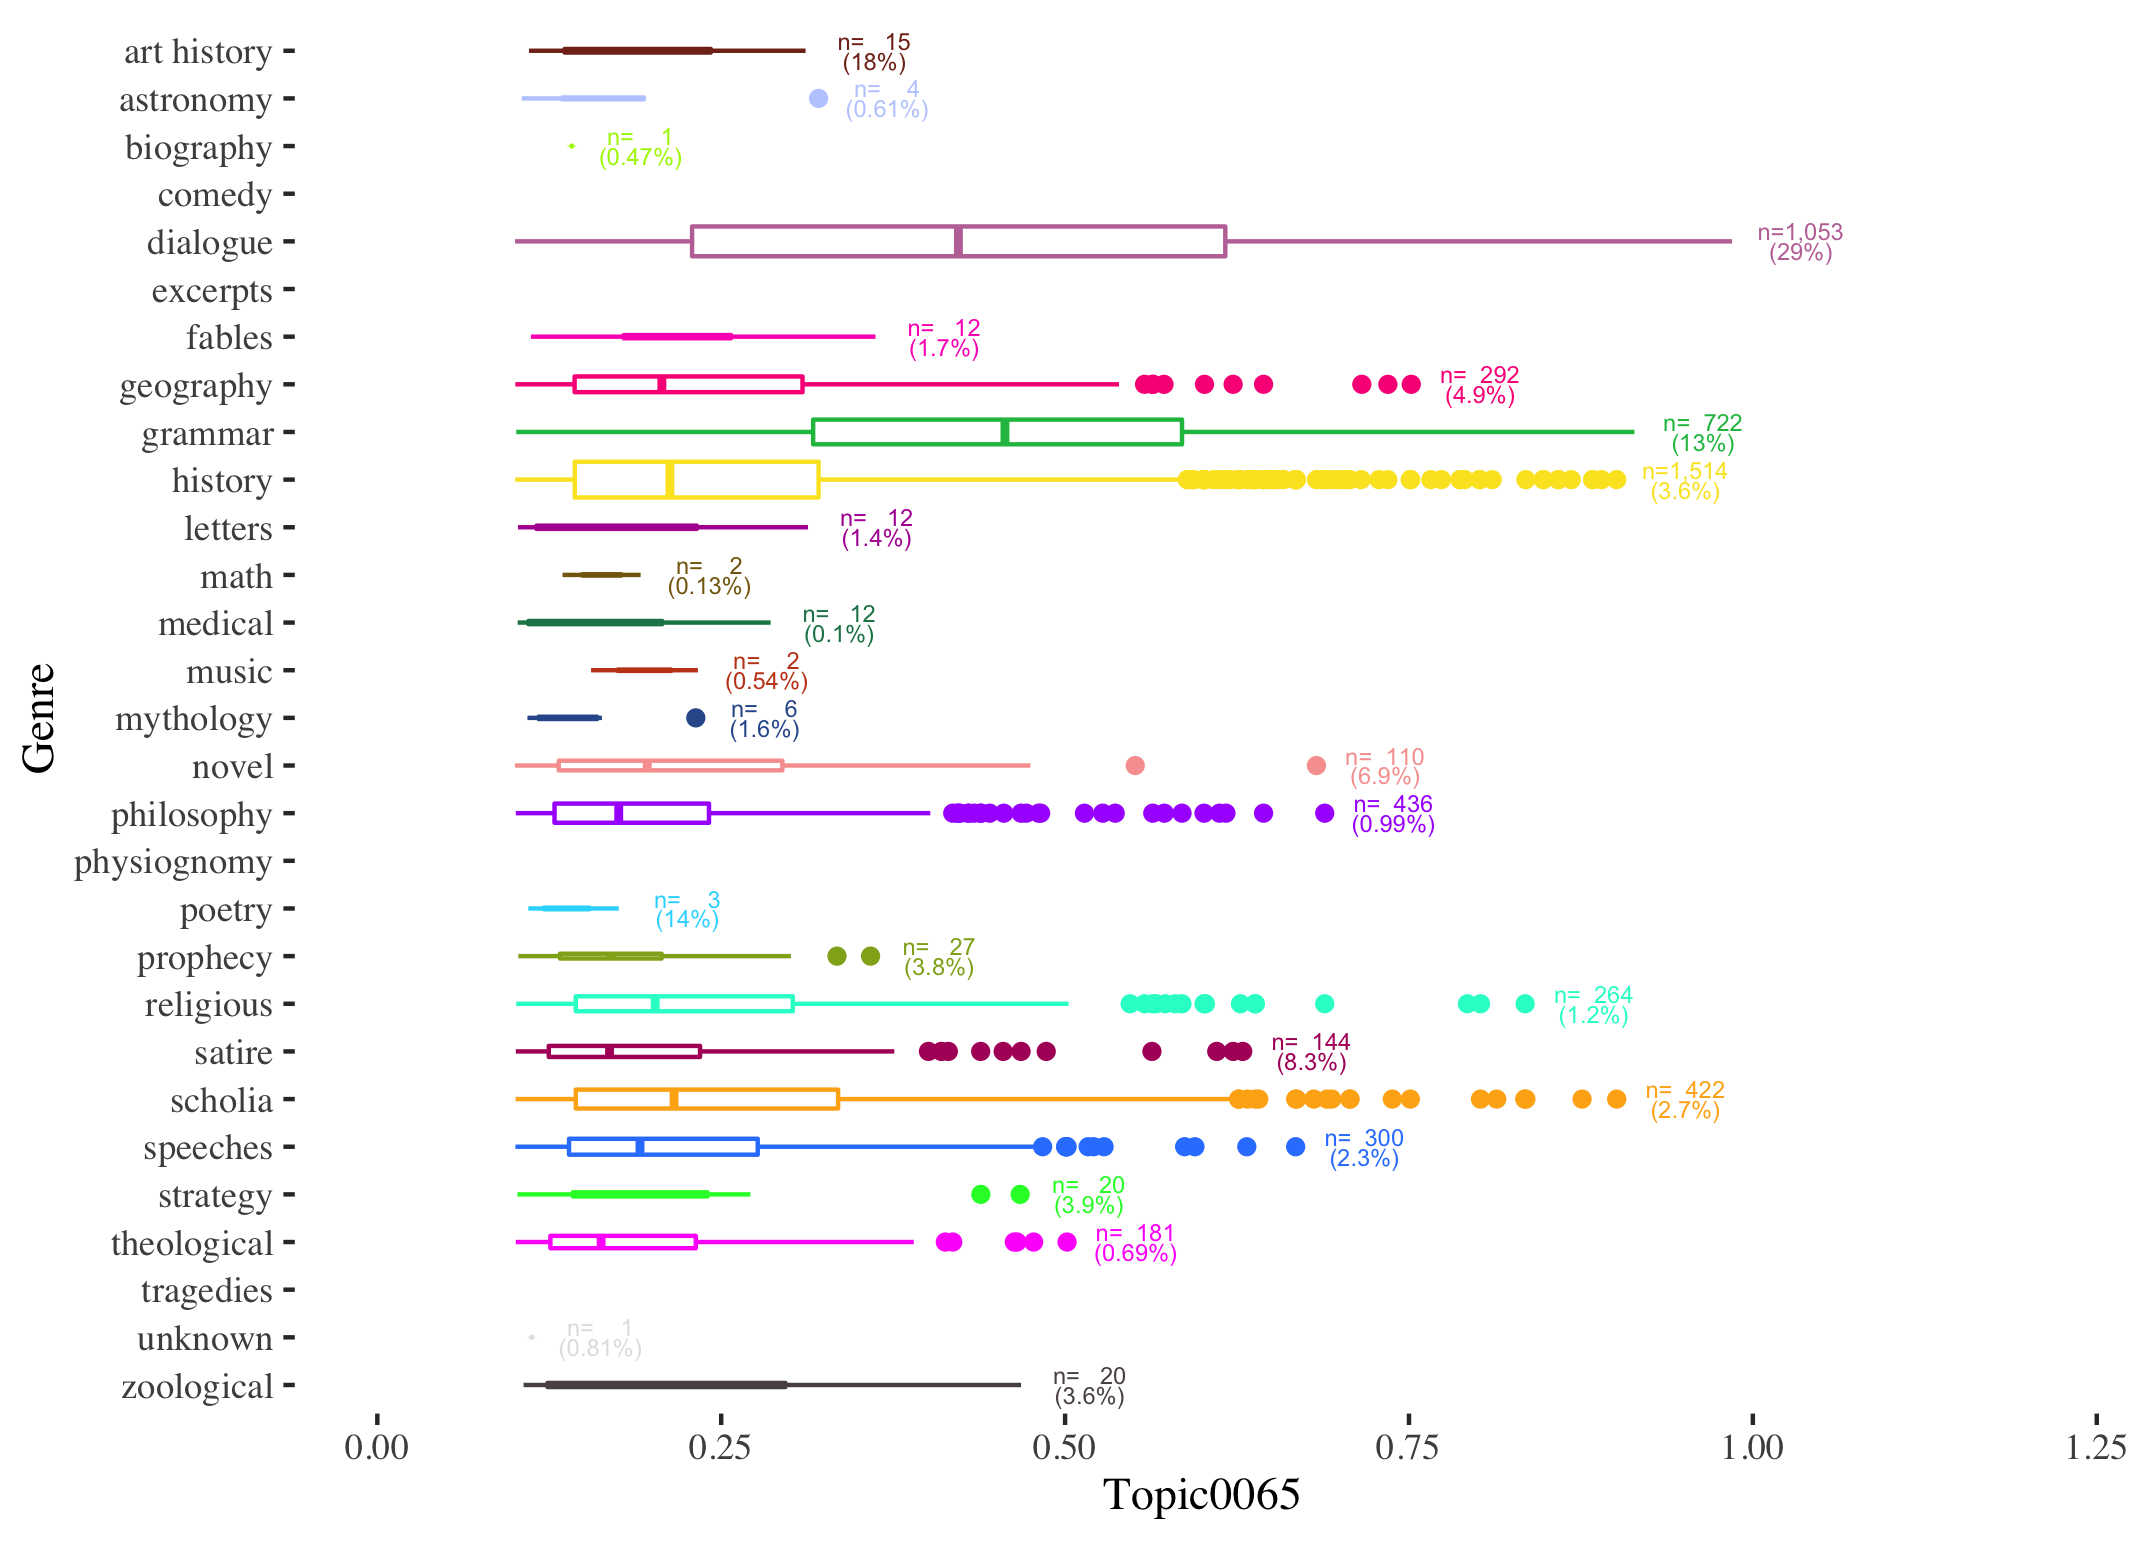 art history
n= 15
(18%)
astronomy
n= 4
(0.61%)
biography
n= 1
(0.47%)
comedy
dialogue
n=1,053
(29%)
excerpts
fables
n= 12
(1.7%)
geography
n= 292
(4.9%)
grammar
n= 722
(13%)
history
n=1,514
(3.6%)
letters
n= 12
(1.4%)
math
n= 2
(0.13%)
medical
n= 12
(0.1%)
music
n= 2
(0.54%)
mythology
n= 6
(1.6%)
novel
n= 110
(6.9%)
philosophy
n= 436
(0.99%)
physiognomy
poetry
n= 3
(14%)
prophecy
n= 27
(3.8%)
religious
n= 264
(1.2%)
satire
n= 144
(8.3%)
scholia
n= 422
(2.7%)
speeches
n= 300
(2.3%)
strategy
n= 20
(3.9%)
theological
n= 181
(0.69%)
tragedies
unknown
n= 1
(0.81%)
zoological
n= 20
(3.6%)
Genre
0.00 0.25 0.50 0.75 1.00 1.25
Topic0065